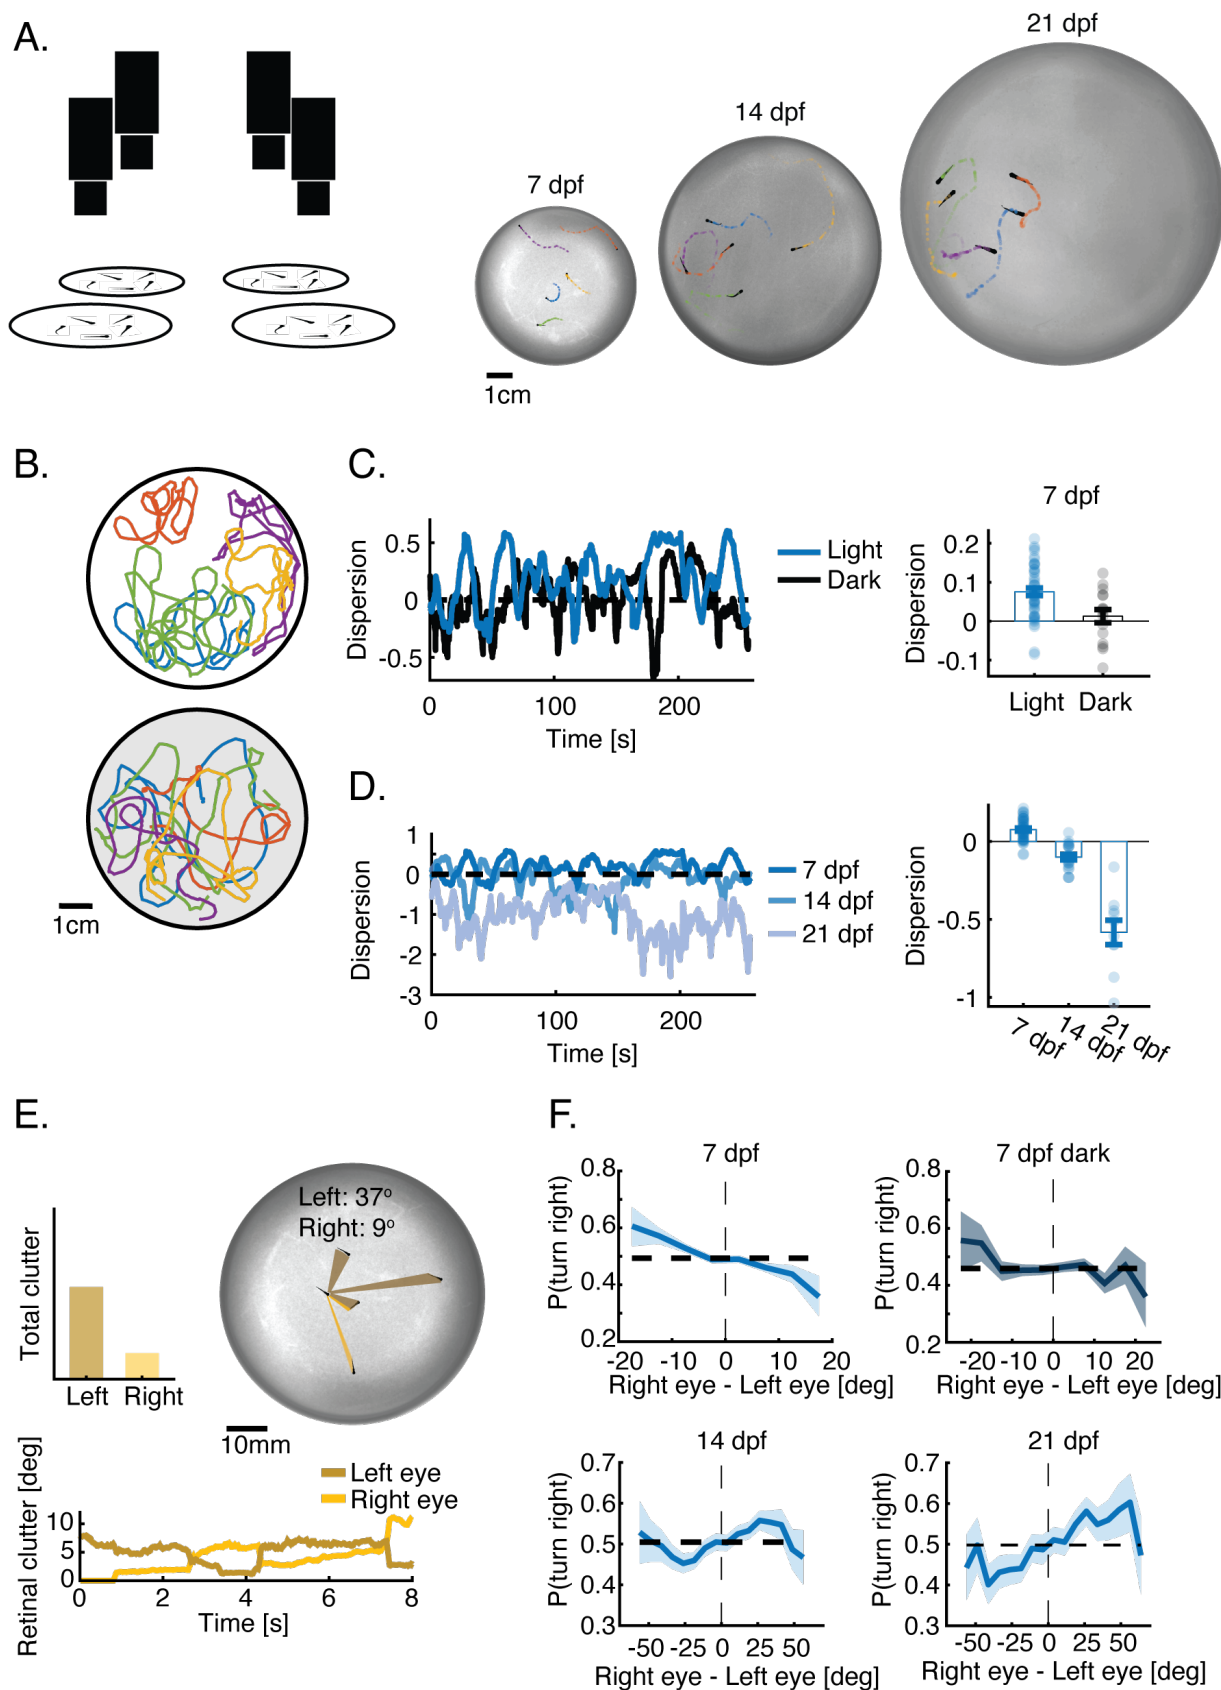 A.
7 dpf
14 dpf
21 dpf
1cm
B.
1cm
C.
Dispersion
0.5
0
-0.5
0
100
200
Time [s]
Light
Dark
7 dpf
Dispersion
0.2
0.1
0
-0.1
Light
Dark
D.
Dispersion
1
0
-1
-2
-3
0
100
200
Time [s]
7 dpf
14 dpf
21 dpf
Dispersion
0
-0.5
-1
7 dpf
14 dpf
21 dpf
E.
Total clutter
Left
Right
Left: 37º
Right: 9º
10mm
Left eye
Right eye
Retinal clutter [deg]
10
5
0
0
2
4
6
8
Time [s]
F.
7 dpf
P(turn right)
0.8
0.6
0.4
0.2
-20
-10
0
10
20
Right eye - Left eye [deg]
7 dpf dark
P(turn right)
0.8
0.6
0.4
0.2
-20
-10
0
10
20
Right eye - Left eye [deg]
14 dpf
P(turn right)
0.7
0.6
0.5
0.4
0.3
-50
-25
0
25
50
Right eye - Left eye [deg]
21 dpf
P(turn right)
0.7
0.6
0.5
0.4
0.3
-50
-25
0
25
50
Right eye - Left eye [deg]